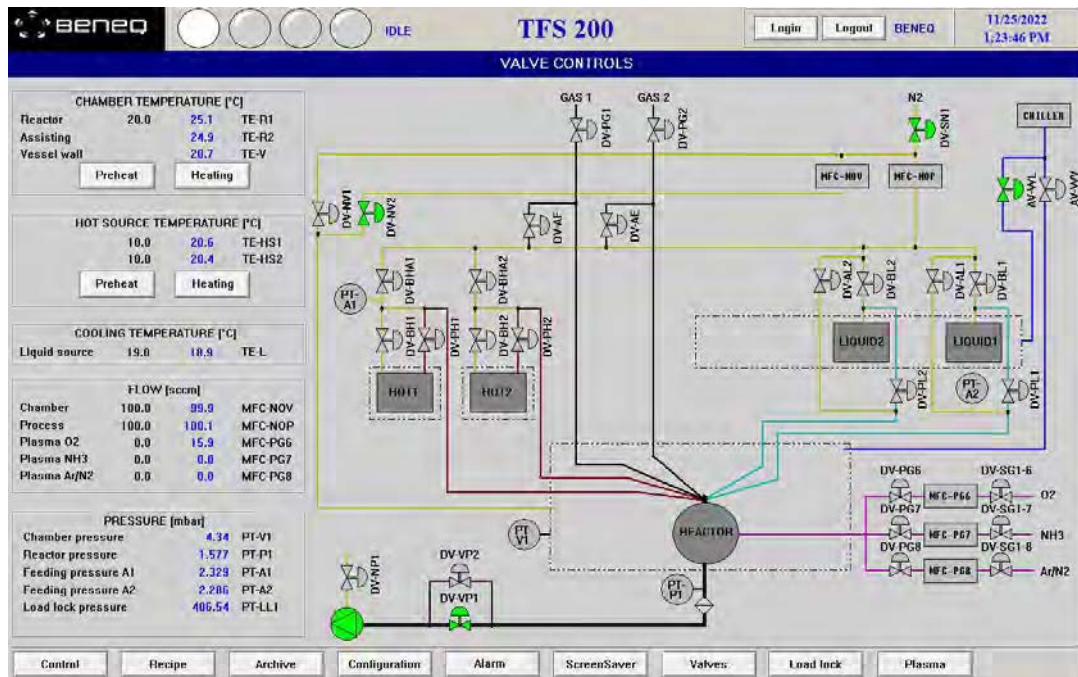 BENEQ
IDLE
TFS 200
Login
Logout
BENEQ
11/25/2022
1:23:46 PM
VALVE CONTROLS
CHAMBER TEMPERATURE [°C]
Reactor 20.0 25.1 TE-R1
Assisting 24.9 TE-R2
Vessel wall 20.7 TE-V
Preheat Heating
HOT SOURCE TEMPERATURE [°C]
10.0 20.6 TE-HS1
10.0 20.4 TE-HS2
Preheat Heating
COOLING TEMPERATURE [°C]
Liquid source 19.0 18.9 TE-L
FLOW [sccm]
Chamber 100.0 99.9 MFC-NOV
Process 100.0 100.1 MFC-NOP
Plasma O2 0.0 15.9 MFC-PG6
Plasma NH3 0.0 0.0 MFC-PG7
Plasma Ar/N2 0.0 0.0 MFC-PG8
PRESSURE [mbar]
Chamber pressure 4.34 PT-V1
Reactor pressure 1.577 PT-P1
Feeding pressure A1 2.329 PT-A1
Feeding pressure A2 2.286 PT-A2
Load lock pressure 406.54 PT-LL1
GAS 1
GAS 2
N2
CHILLER
DV-PG1
DV-PG2
DV-SN1
MFC-NOV
MFC-NOP
AV-WL
AV-WV
DV-NV1
DV-NV2
DV-AF
DV-AE
DV-BHA1
DV-BHA2
DV-AL2
DV-BL2
DV-AL1
DV-BL1
PT-
A1
DV-BH1
DV-PH1
DV-BH2
DV-PH2
LIQUID2
LIQUID1
HOT1
HOT2
DV-PL2
PT-
A2
DV-PL1
DV-PG6
DV-SG1-6
MFC-PG6
O2
DV-PG7
DV-SG1-7
PT
V1
REACTOR
MFC-PG7
NH3
DV-PG8
DV-SG1-8
MFC-PG8
Ar/N2
DV-NP1
DV-VP2
DV-VP1
PT-
P1
Control
Recipe
Archive
Configuration
Alarm
ScreenSaver
Valves
Load lock
Plasma